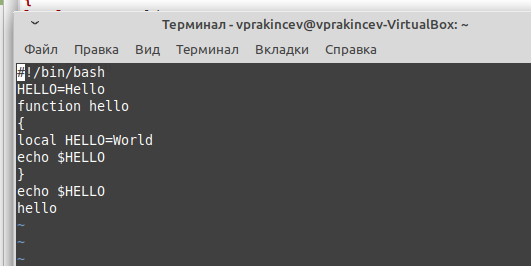 {
Терминал - vprakincev@vprakincev-VirtualBox: ~
Файл Правка Вид Терминал Вкладки Справка
#!/bin/bash
HELLO=Hello
function hello
{
local HELLO=World
echo $HELLO
}
echo $HELLO
hello
~
~
~